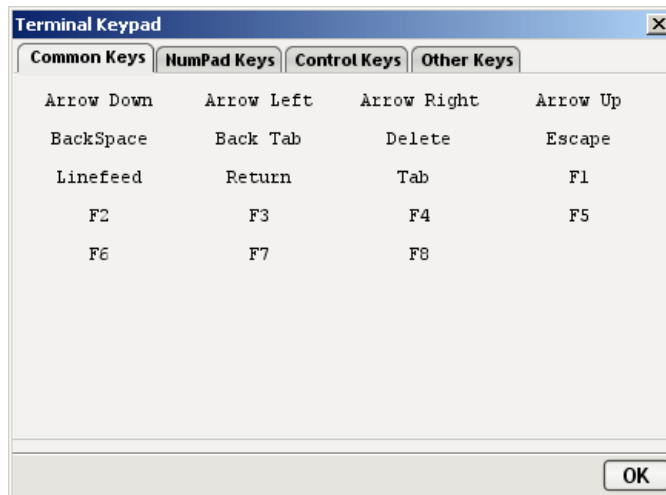 Terminal Keypad
Common Keys NumPad Keys Control Keys Other Keys
Arrow Down Arrow Left Arrow Right Arrow Up
BackSpace Back Tab Delete Escape
Linefeed Return Tab F1
F2 F3 F4 F5
F6 F7 F8
OK